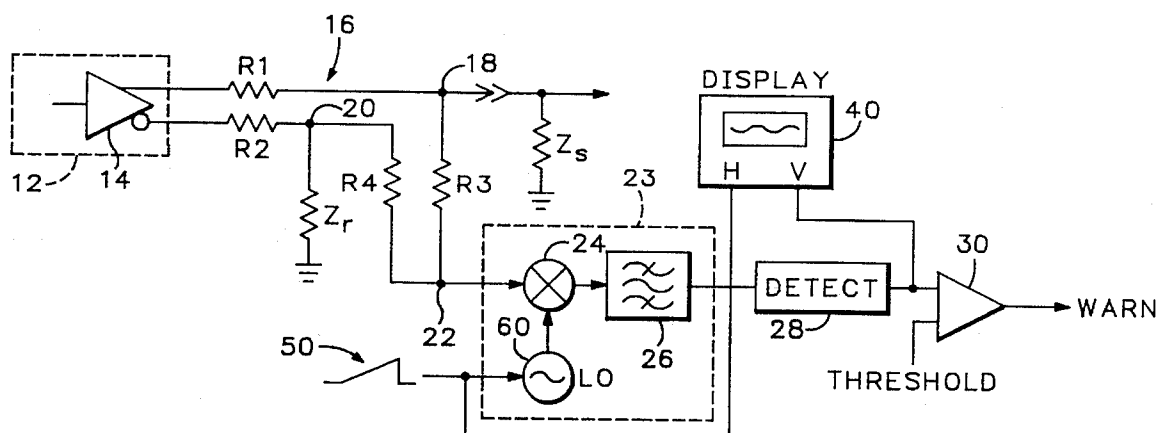 16
R1
18
DISPLAY
20
40
R2
H V
12
14
R4
R3
Zs
23
Zr
24
30
DETECT
WARN
22
26
28
50
60
LO
THRESHOLD